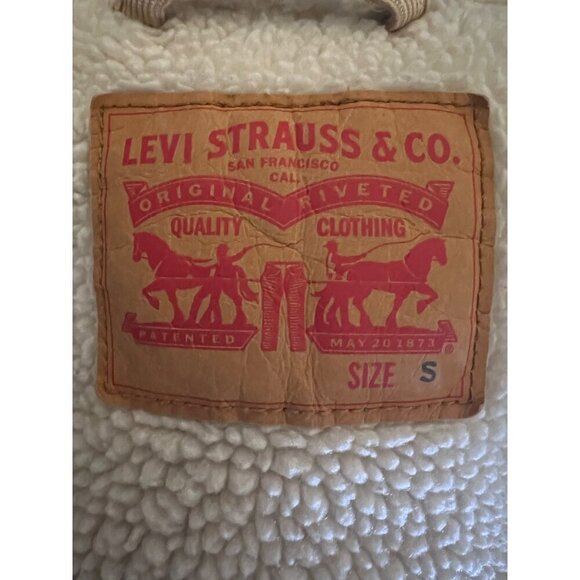 LEVI STRAUSS & CO.
SAN FRANCISCO
CAL.
ORIGINAL RIVETED
QUALITY CLOTHING
PATENTED MAY 20 1873 ®
SIZE S